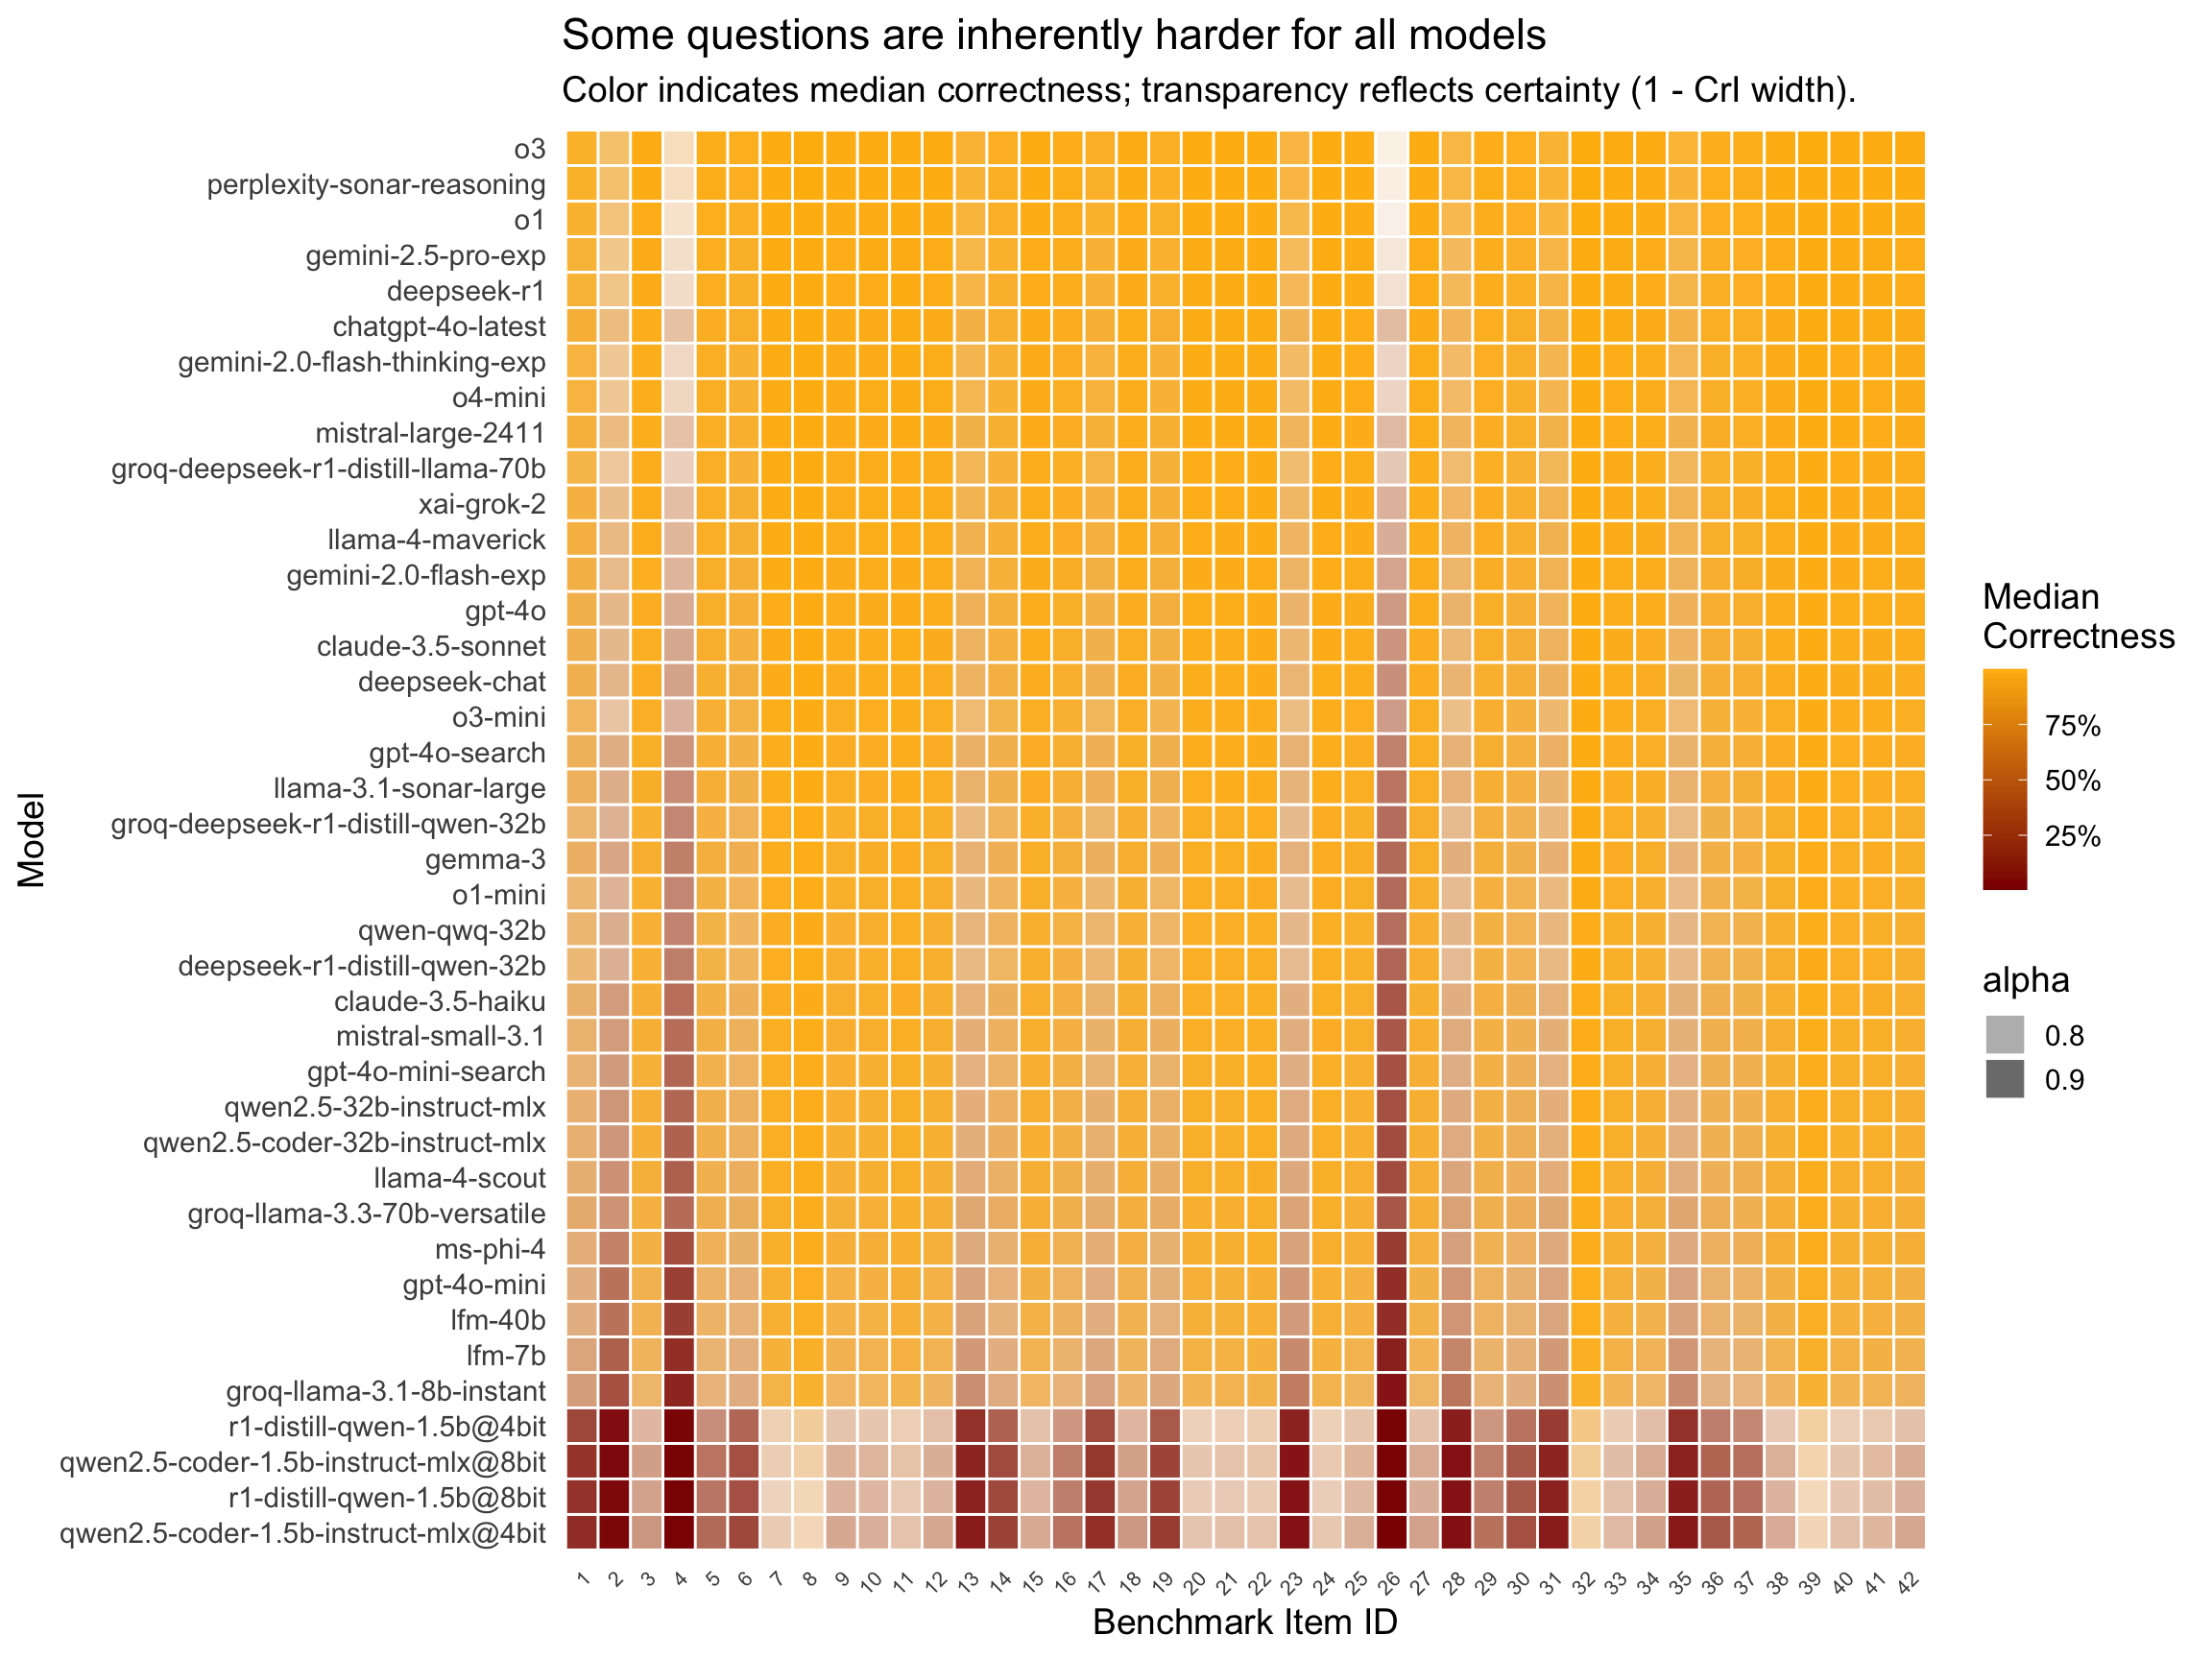 Some questions are inherently harder for all models
Color indicates median correctness; transparency reflects certainty (1 - CrI width).
Model
o3
perplexity-sonar-reasoning
o1
gemini-2.5-pro-exp
deepseek-r1
chatgpt-4o-latest
gemini-2.0-flash-thinking-exp
o4-mini
mistral-large-2411
groq-deepseek-r1-distill-llama-70b
xai-grok-2
llama-4-maverick
gemini-2.0-flash-exp
gpt-4o
claude-3.5-sonnet
deepseek-chat
o3-mini
gpt-4o-search
llama-3.1-sonar-large
groq-deepseek-r1-distill-qwen-32b
gemma-3
o1-mini
qwen-qwq-32b
deepseek-r1-distill-qwen-32b
claude-3.5-haiku
mistral-small-3.1
gpt-4o-mini-search
qwen2.5-32b-instruct-mlx
qwen2.5-coder-32b-instruct-mlx
llama-4-scout
groq-llama-3.3-70b-versatile
ms-phi-4
gpt-4o-mini
lfm-40b
lfm-7b
groq-llama-3.1-8b-instant
r1-distill-qwen-1.5b@4bit
qwen2.5-coder-1.5b-instruct-mlx@8bit
r1-distill-qwen-1.5b@8bit
qwen2.5-coder-1.5b-instruct-mlx@4bit
1 2 3 4 5 6 7 8 9 10 11 12 13 14 15 16 17 18 19 20 21 22 23 24 25 26 27 28 29 30 31 32 33 34 35 36 37 38 39 40 41 42
Benchmark Item ID
Median
Correctness
75%
50%
25%
alpha
0.8
0.9